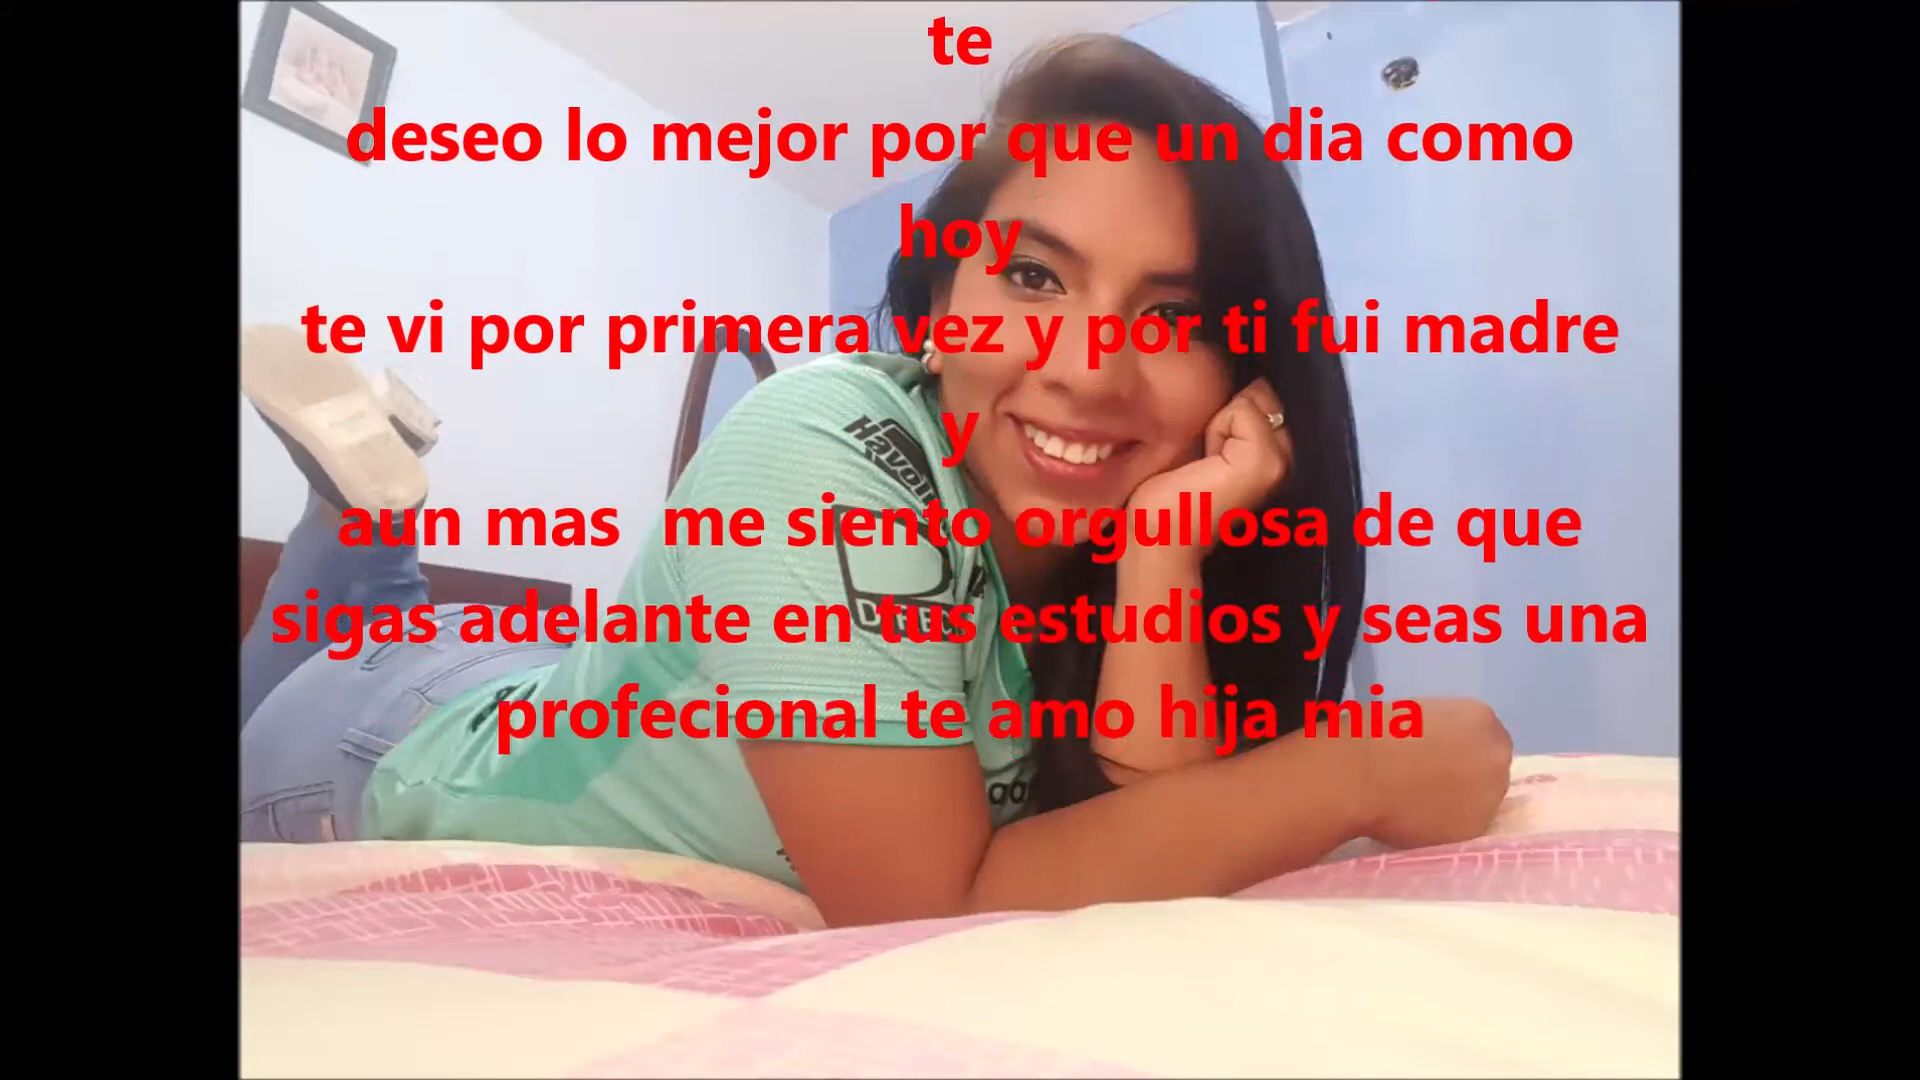 te
deseo lo mejor por que un dia como
hoy
te vi por primera vez y por ti fui madre
y
aun mas  me siento orgullosa de que
sigas adelante en tus estudios y seas una
profecional te amo hija mia